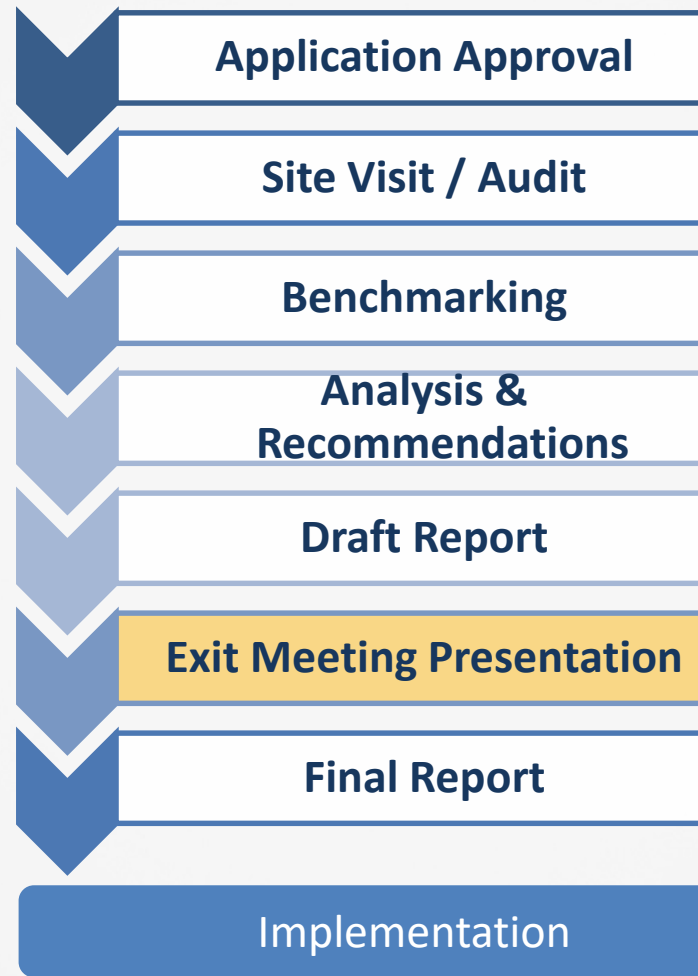 Application Approval
Site Visit / Audit
Benchmarking
Analysis &
Recommendations
Draft Report
Exit Meeting Presentation
Final Report
Implementation